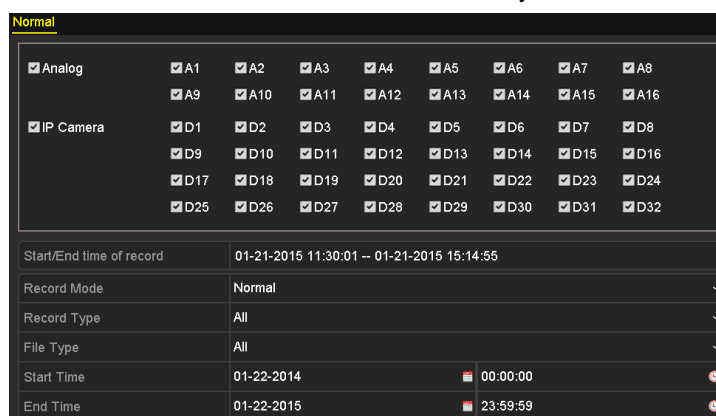 Normal
Analog A1 A2 A3 A4 A5 A6 A7 A8
A9 A10 A11 A12 A13 A14 A15 A16
IP Camera D1 D2 D3 D4 D5 D6 D7 D8
D9 D10 D11 D12 D13 D14 D15 D16
D17 D18 D19 D20 D21 D22 D23 D24
D25 D26 D27 D28 D29 D30 D31 D32
Start/End time of record 01-21-2015 11:30:01 -- 01-21-2015 15:14:55
Record Mode Normal
Record Type All
File Type All
Start Time 01-22-2014 00:00:00
End Time 01-22-2015 23:59:59